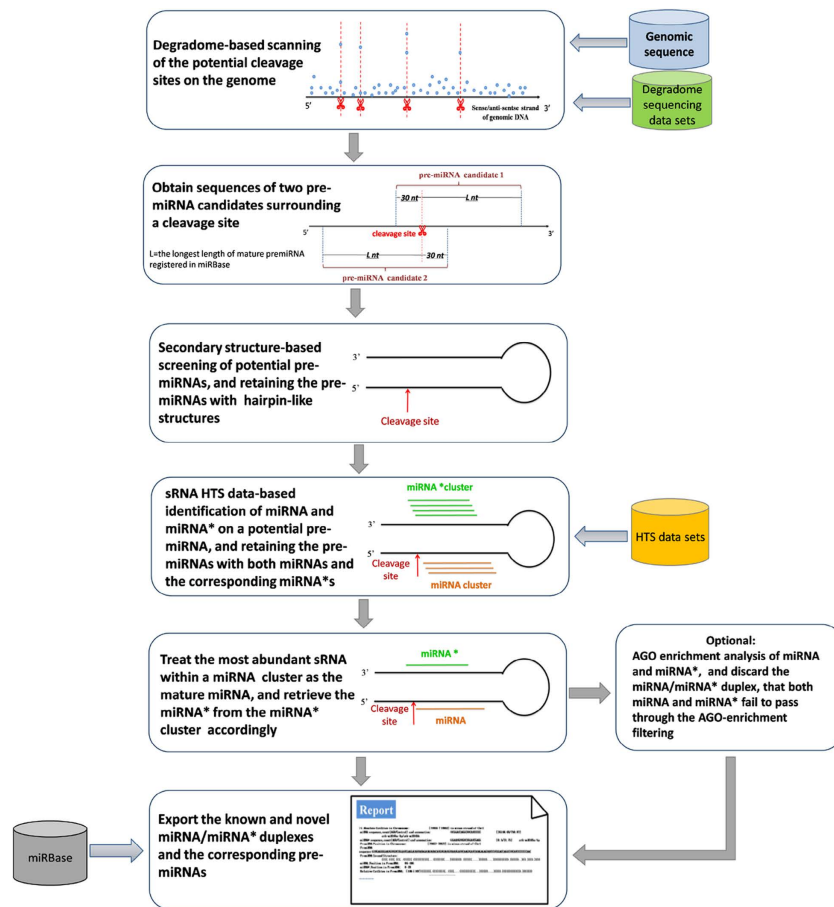 Degradome-based scanning
of the potential cleavage
sites on the genome
5'
3'
Sense/anti-sentse strand
of genomic DNA
Genomic
sequence
Degradome
sequencing
data sets
Obtain sequences of two pre-
miRNA candidates surrounding
a cleavage site
L=the longest length of mature premiRNA
registered in miRBase
pre-miRNA candidate 1
30 nt
L nt
5'
cleavage site
3'
L nt
30 nt
pre-miRNA candidate 2
Secondary structure-based
screening of potential pre-
miRNAs, and retaining the pre-
miRNAs with hairpin-like
structures
3'
5'
Cleavage site
sRNA HTS data-based
identification of miRNA and
miRNA* on a potential pre-
miRNA, and retaining the pre-
miRNAs with both miRNAs and
the corresponding miRNA*s
miRNA *cluster
3'
5'
Cleavage
site
miRNA cluster
HTS data sets
Treat the most abundant sRNA
within a miRNA cluster as the
mature miRNA, and retrieve the
miRNA* from the miRNA*
cluster accordingly
miRNA *
3'
5'
Cleavage
site
miRNA
Optional:
AGO enrichment analysis of miRNA
and miRNA*, and discard the
miRNA/miRNA* duplex, that both
miRNA and miRNA* fail to pass
through the AGO-enrichment
filtering
miRBase
Export the known and novel
miRNA/miRNA* duplexes
and the corresponding pre-
miRNAs
Report